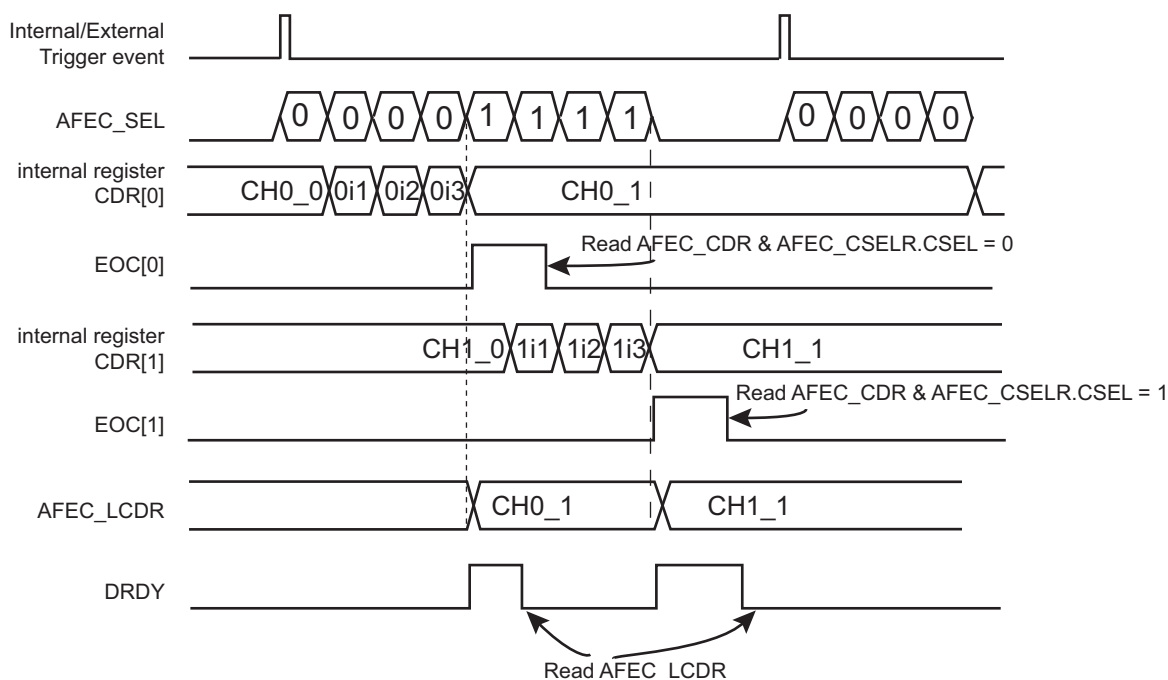 Internal/External
Trigger event
AFEC_SEL
0 0 0 0 1 1 1 1 0 0 0 0
internal register
CDR[0]
CH0_0 0i1 0i2 0i3 CH0_1
Read AFEC_CDR & AFEC_CSELR.CSEL = 0
EOC[0]
internal register
CDR[1]
CH1_0 1i1 1i2 1i3 CH1_1
Read AFEC_CDR & AFEC_CSELR.CSEL = 1
EOC[1]
AFEC_LCDR
CH0_1 CH1_1
DRDY
Read AFEC_LCDR